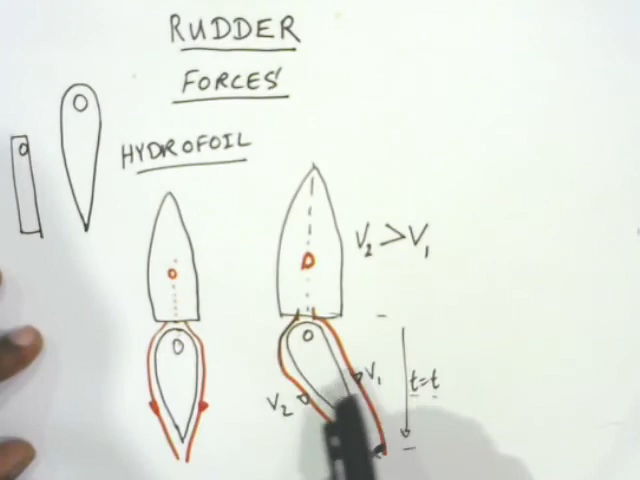 RUDDER
FORCES
HYDROFOIL
V₂ > V₁
V₂
V₁
t=t